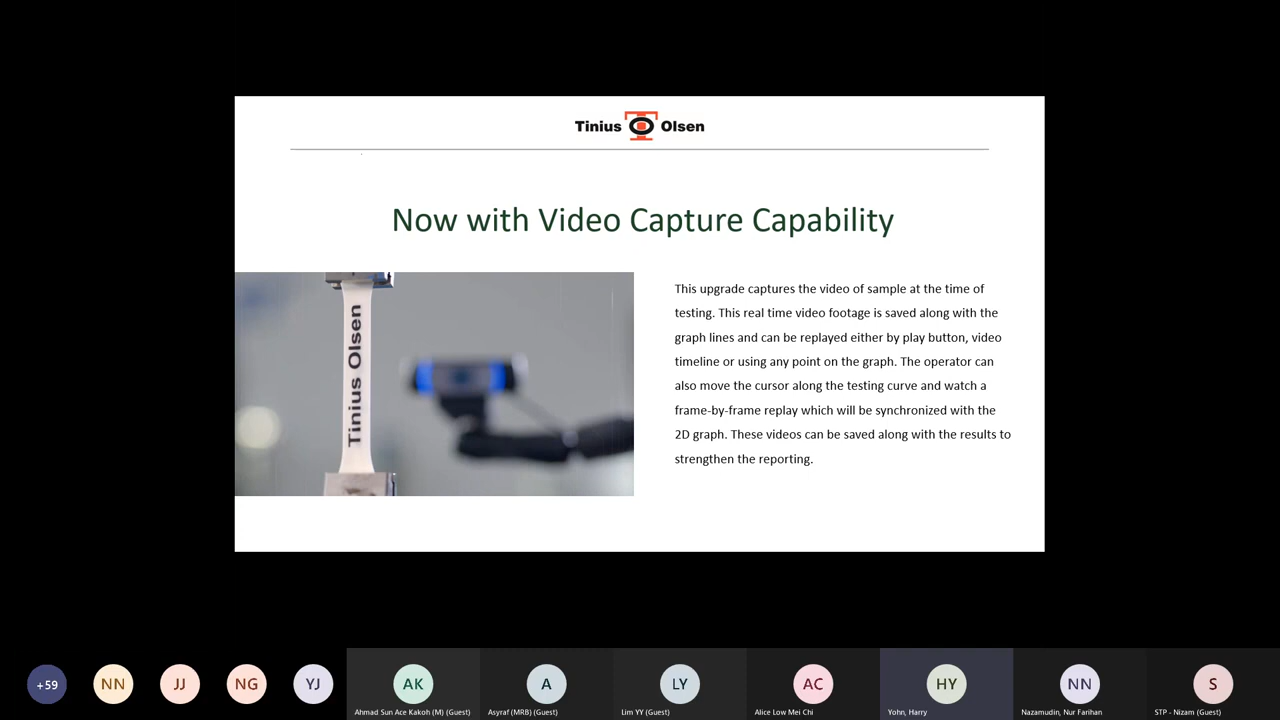 Tinius Olsen
Now with Video Capture Capability
Tinius Olsen
This upgrade captures the video of sample at the time of
testing. This real time video footage is saved along with the
graph lines and can be replayed either by play button, video
timeline or using any point on the graph. The operator can
also move the cursor along the testing curve and watch a
frame-by-frame replay which will be synchronized with the
2D graph. These videos can be saved along with the results to
strengthen the reporting.
+59
NN
JJ
NG
YJ
AK
A
LY
AC
HY
NN
S
Ahmad Sun Ace Kakoh (M) (Guest)
Asyraf (MRB) (Guest)
Lim YY (Guest)
Alice Low Mei Chi
Yohn, Harry
Nazamudin, Nur Farihan
STP - Nizam (Guest)